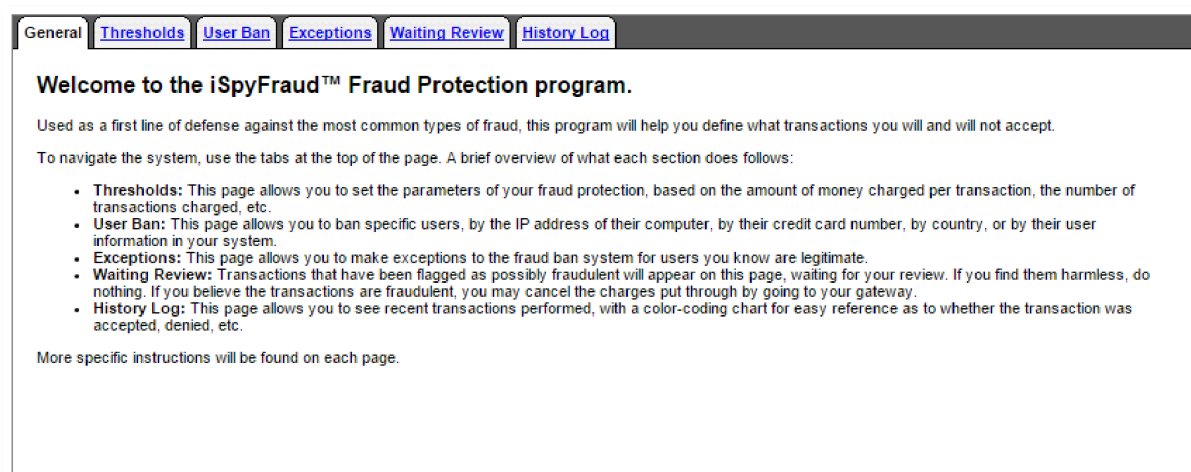 General Thresholds User Ban Exceptions Waiting Review History Log
Welcome to the iSpyFraud™ Fraud Protection program.
Used as a first line of defense against the most common types of fraud, this program will help you define what transactions you will and will not accept.
To navigate the system, use the tabs at the top of the page. A brief overview of what each section does follows:
• Thresholds: This page allows you to set the parameters of your fraud protection, based on the amount of money charged per transaction, the number of
transactions charged, etc.
• User Ban: This page allows you to ban specific users, by the IP address of their computer, by their credit card number, by country, or by their user
information in your system.
• Exceptions: This page allows you to make exceptions to the fraud ban system for users you know are legitimate.
• Waiting Review: Transactions that have been flagged as possibly fraudulent will appear on this page, waiting for your review. If you find them harmless, do
nothing. If you believe the transactions are fraudulent, you may cancel the charges put through by going to your gateway.
• History Log: This page allows you to see recent transactions performed, with a color-coding chart for easy reference as to whether the transaction was
accepted, denied, etc.
More specific instructions will be found on each page.